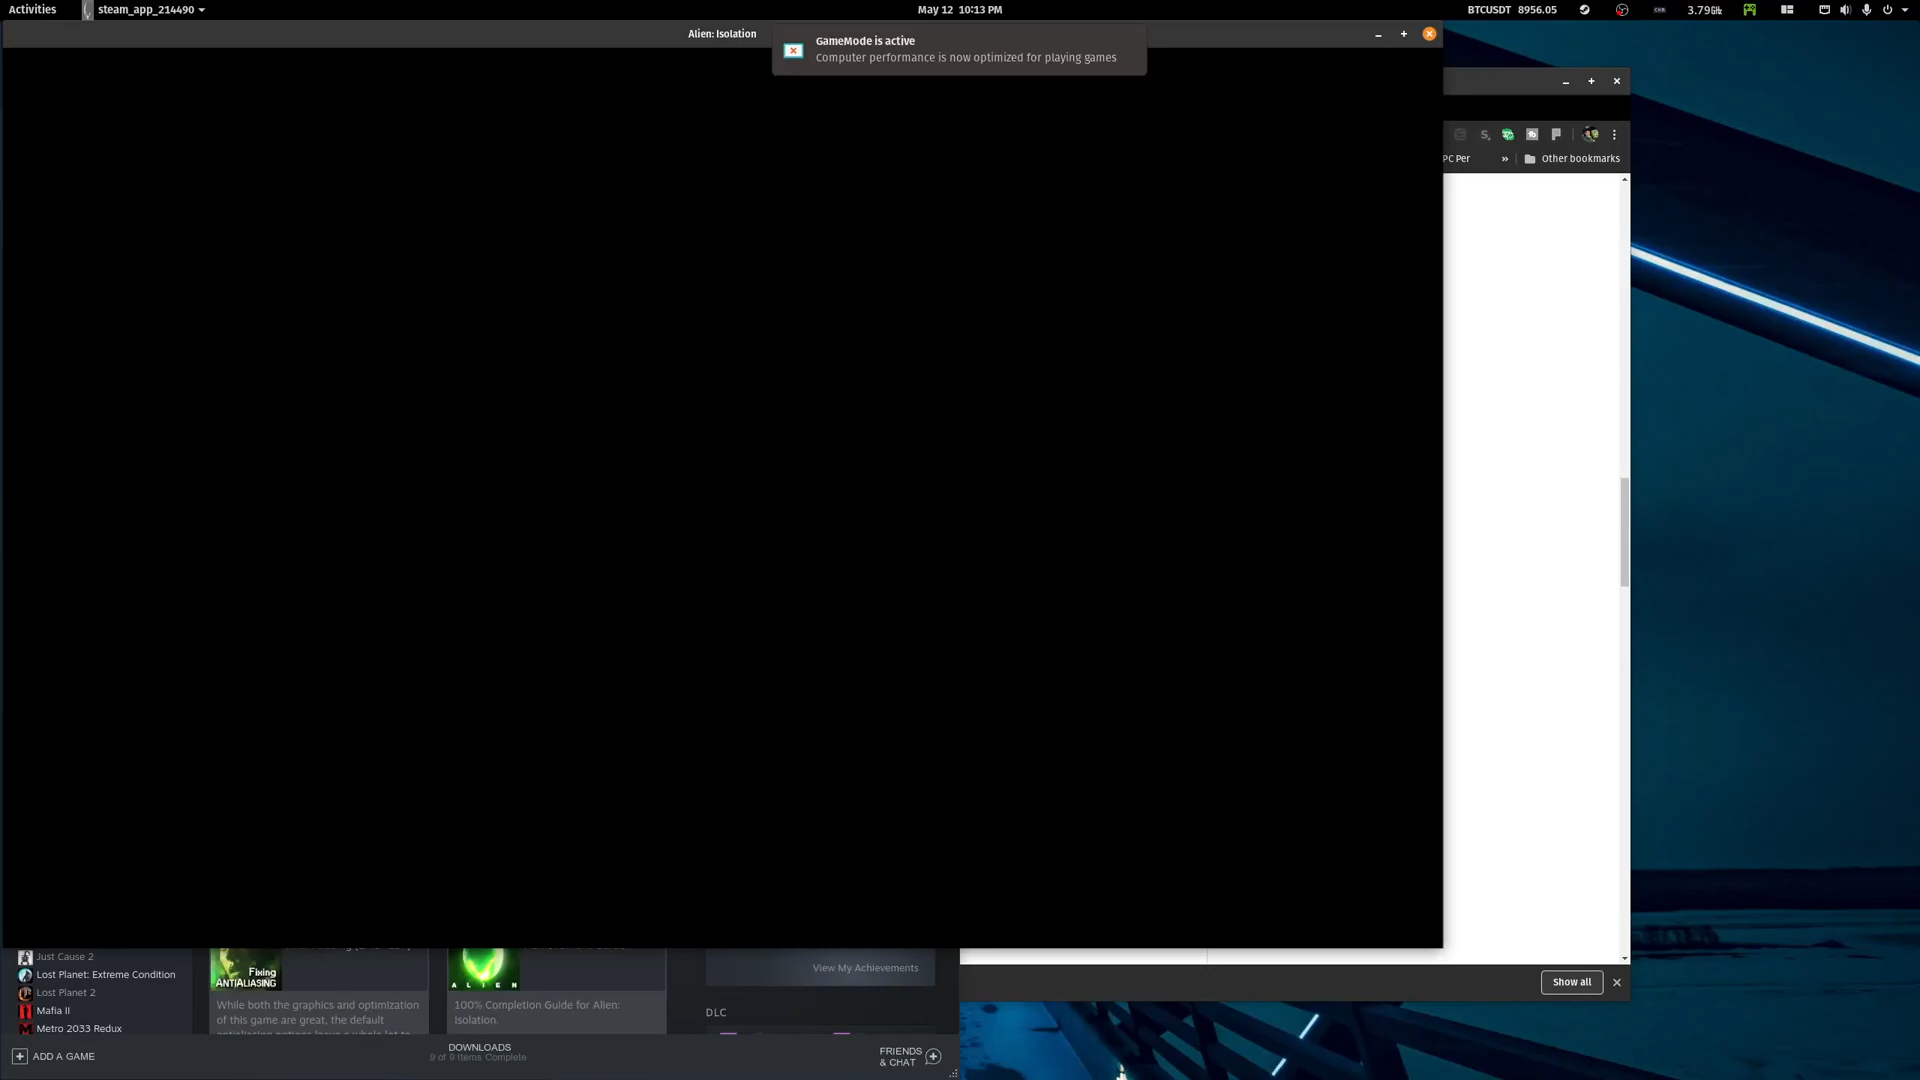 Activities
steam_app_214490
May 12 10:13 PM
BTCUSDT 8956.05
3.79GHz
Alien: Isolation
GameMode is active
Computer performance is now optimized for playing games
PC Per
»
Other bookmarks
Just Cause 2
Lost Planet: Extreme Condition
Lost Planet 2
Mafia II
Metro 2033 Redux
Fixing
ANTIALIASING
While both the graphics and optimization
of this game are great, the default
ALIEN
100% Completion Guide for Alien:
Isolation.
View My Achievements
DLC
Show all
ADD A GAME
DOWNLOADS
9 of 9 Items Complete
FRIENDS
& CHAT